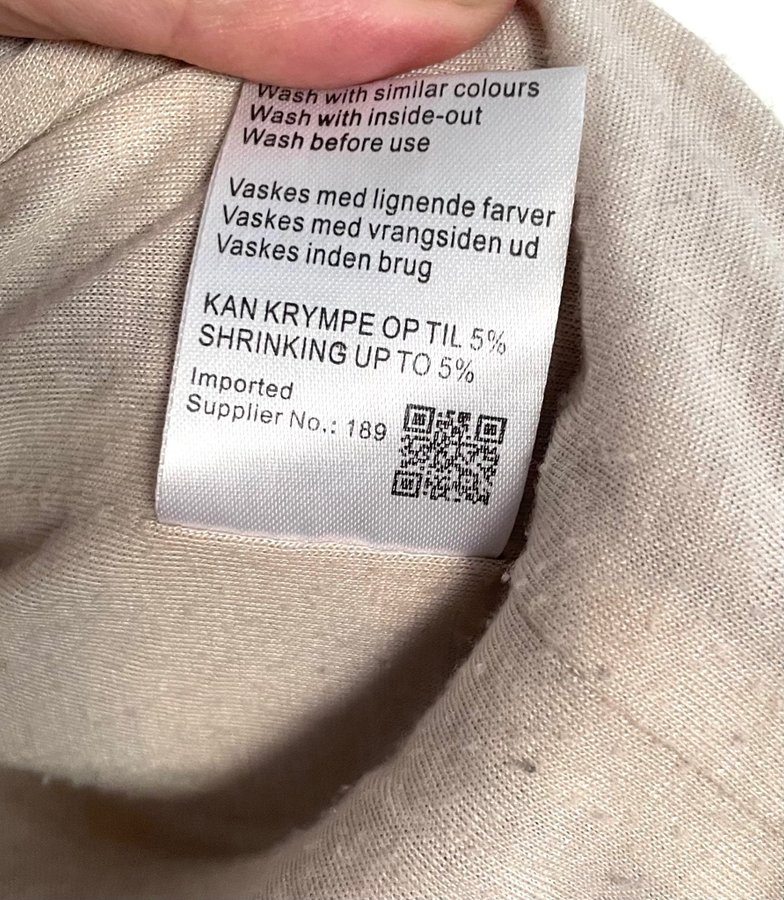 Wash with similar colours
Wash with inside-out
Wash before use
Vaskes med lignende farver
Vaskes med vrangsiden ud
Vaskes inden brug
KAN KRYMPE OP TIL 5%
SHRINKING UP TO 5%
Imported
Supplier No.: 189